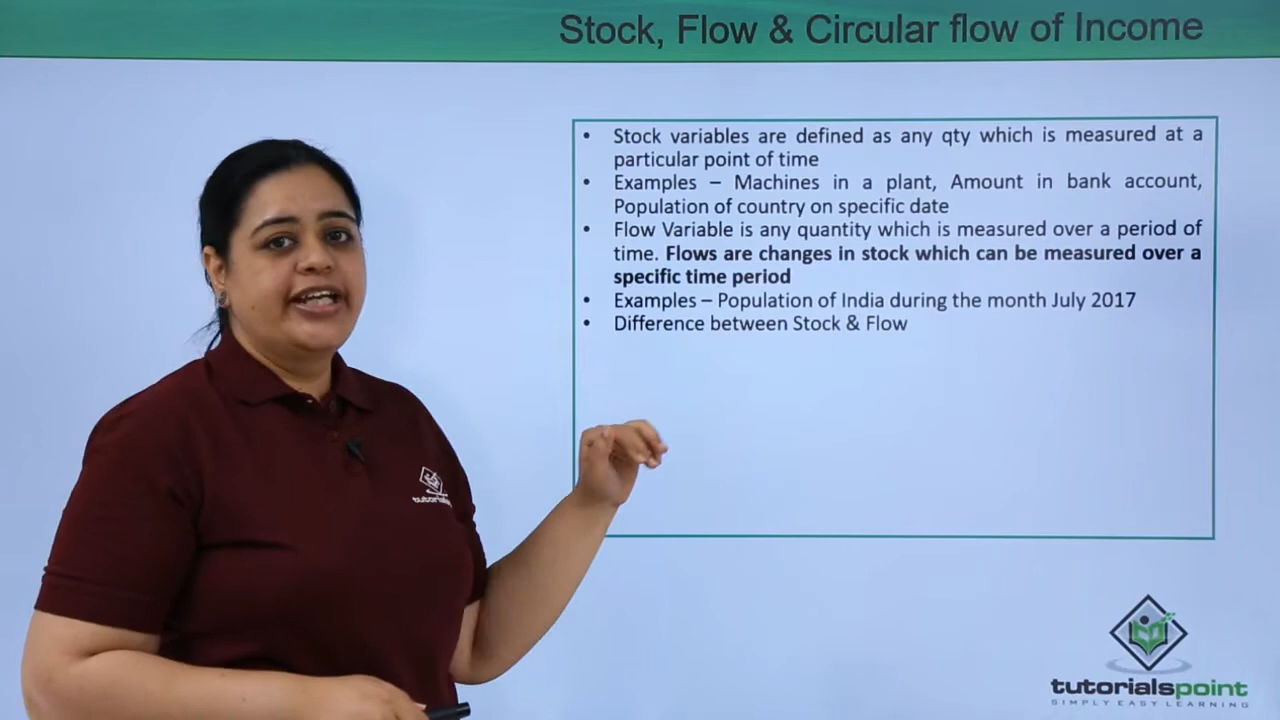 Stock, Flow & Circular flow of Income
• Stock variables are defined as any qty which is measured at a
particular point of time
• Examples – Machines in a plant, Amount in bank account,
Population of country on specific date
• Flow Variable is any quantity which is measured over a period of
time. Flows are changes in stock which can be measured over a
specific time period
• Examples – Population of India during the month July 2017
• Difference between Stock & Flow
tutorials
tutorialspoint
SIMPLY EASY LEARNING